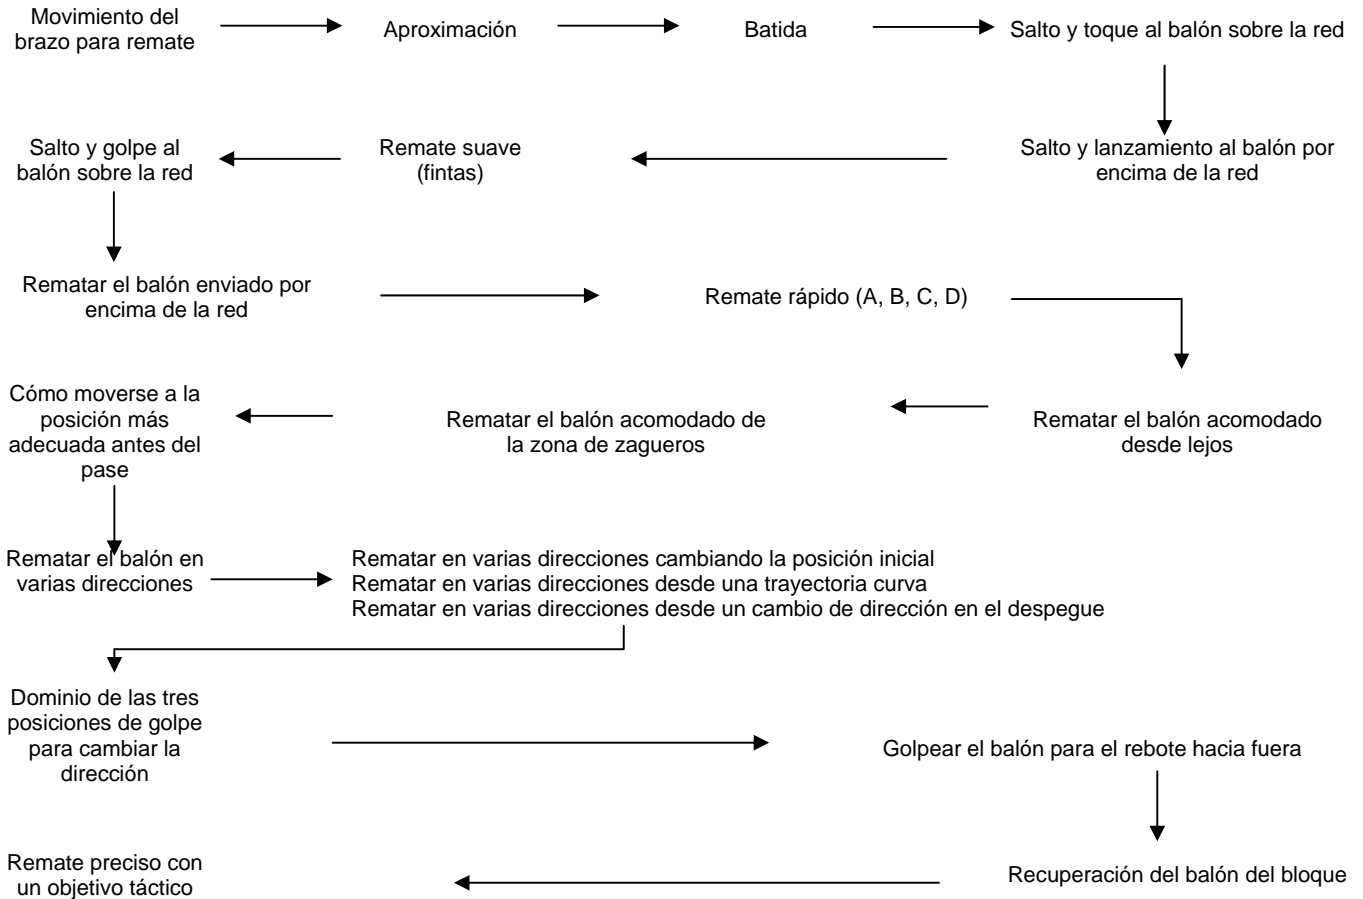 Movimiento del
brazo para remate
Aproximación
Batida
Salto y toque al balón sobre la red
Salto y golpe al
balón sobre la red
Remate suave
(fintas)
Salto y lanzamiento al balón por
encima de la red
Rematar el balón enviado por
encima de la red
Remate rápido (A, B, C, D)
Cómo moverse a la
posición más
adecuada antes del
pase
Rematar el balón acomodado de
la zona de zagueros
Rematar el balón acomodado
desde lejos
Rematar el balón en
varias direcciones
Rematar en varias direcciones cambiando la posición inicial
Rematar en varias direcciones desde una trayectoria curva
Rematar en varias direcciones desde un cambio de dirección en el despegue
Dominio de las tres
posiciones de golpe
para cambiar la
dirección
Golpear el balón para el rebote hacia fuera
Remate preciso con
un objetivo táctico
Recuperación del balón del bloque